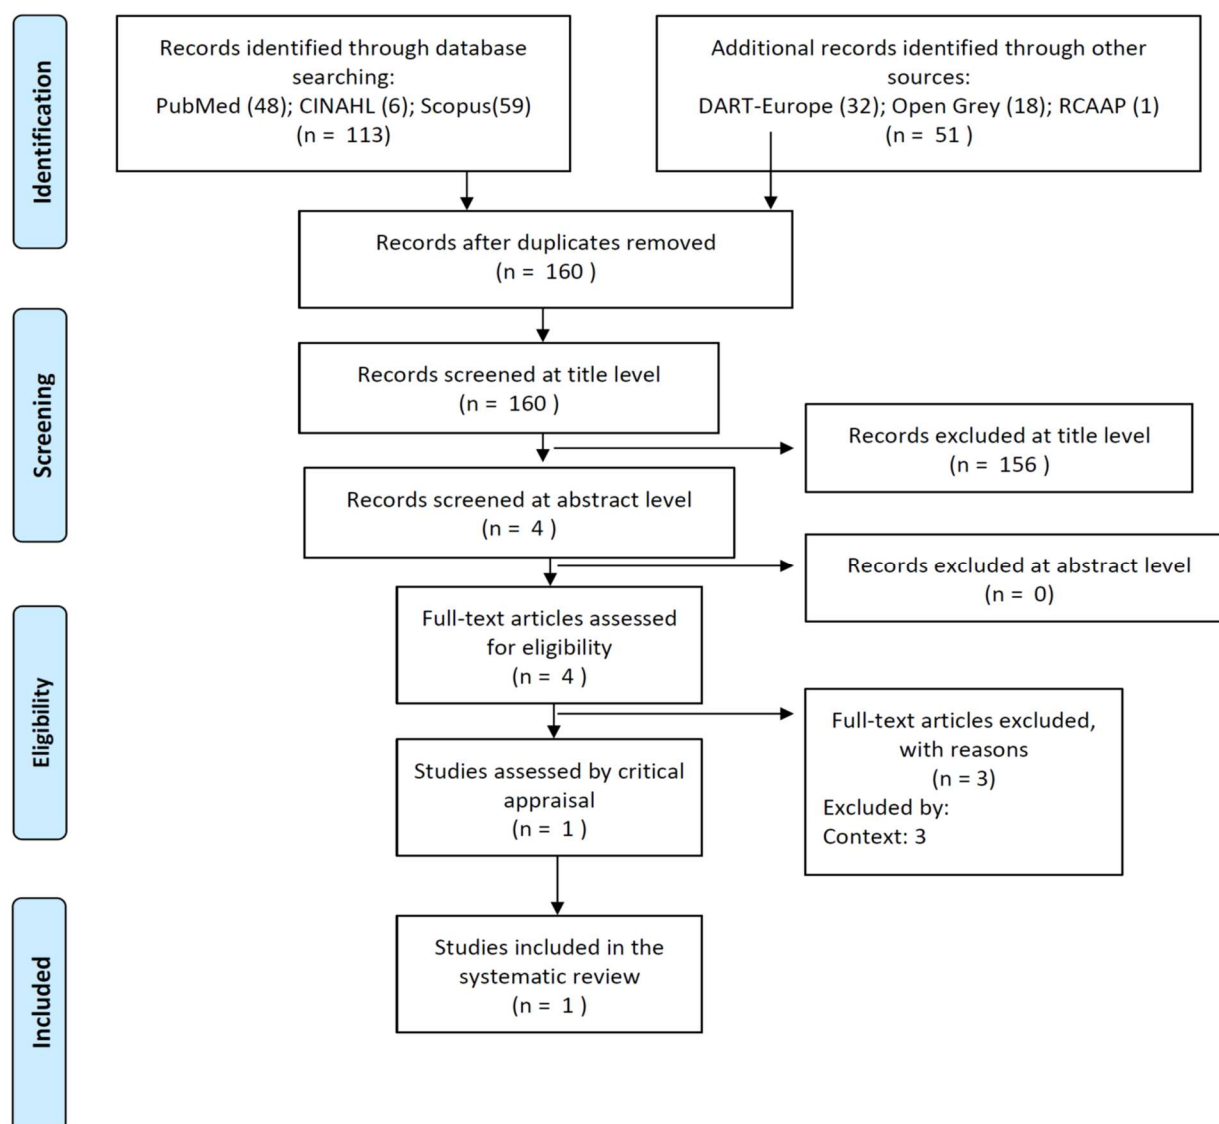 Identification
Records identified through database
searching:
PubMed (48); CINAHL (6); Scopus(59)
(n = 113)
Additional records identified through other
sources:
DART-Europe (32); Open Grey (18); RCAAP (1)
(n = 51 )
Records after duplicates removed
(n = 160 )
Screening
Records screened at title level
(n = 160 )
Records excluded at title level
(n = 156 )
Records screened at abstract level
(n = 4 )
Records excluded at abstract level
(n = 0)
Eligibility
Full-text articles assessed
for eligibility
(n = 4 )
Full-text articles excluded,
with reasons
(n = 3)
Excluded by:
Context: 3
Studies assessed by critical
appraisal
(n = 1 )
Included
Studies included in the
systematic review
(n = 1 )